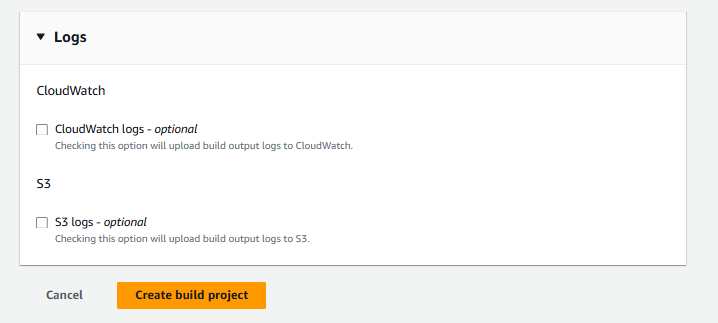 Logs
CloudWatch
CloudWatch logs - optional
Checking this option will upload build output logs to CloudWatch.
S3
S3 logs - optional
Checking this option will upload build output logs to S3.
Cancel
Create build project